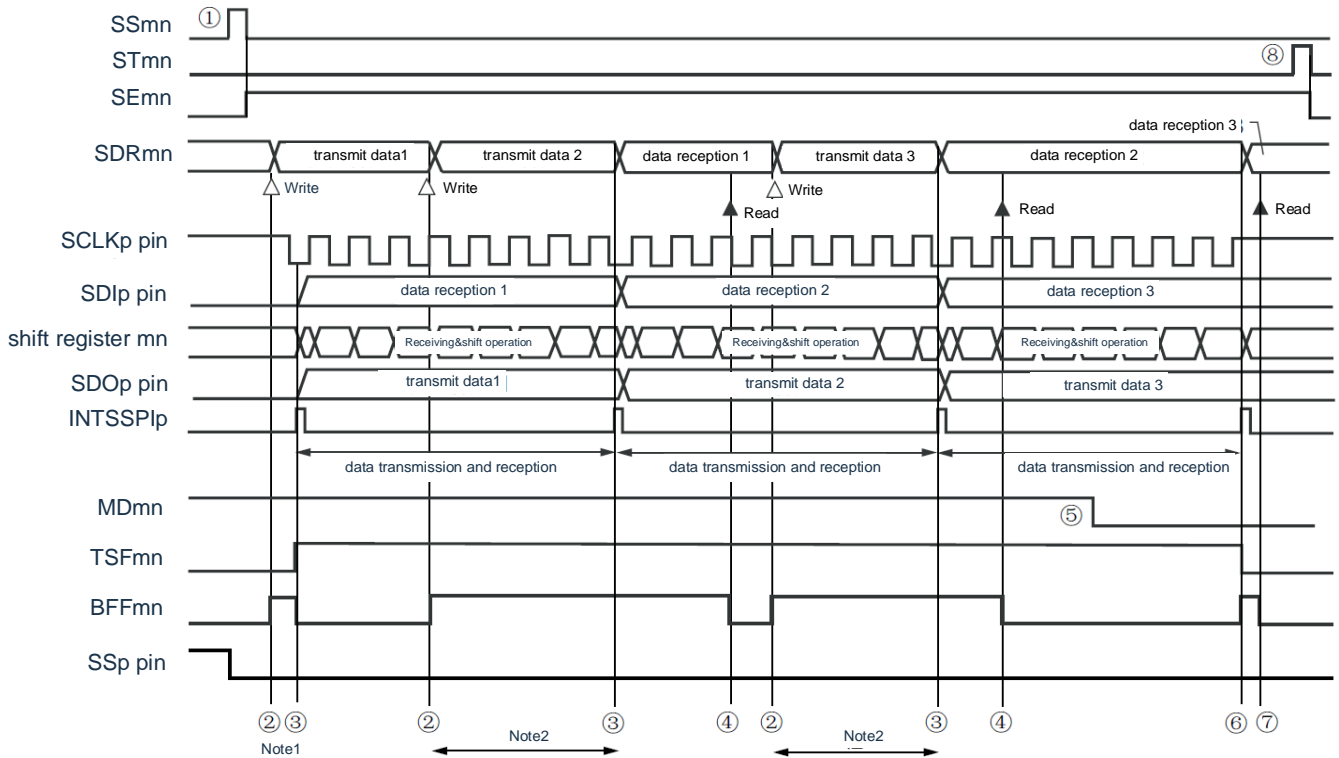 ① SSmn
STmn ⑧
SEmn
data reception 3
SDRmn transmit data1 transmit data 2 data reception 1 transmit data 3 data reception 2
Write Write Write
Read Read Read
SCLKp pin
SDIp pin data reception 1 data reception 2 data reception 3
shift register mn Receiving&shift operation Receiving&shift operation Receiving&shift operation
SDOp pin transmit data1 transmit data 2 transmit data 3
INTSSPIp
data transmission and reception data transmission and reception data transmission and reception
MDmn ⑤
TSFmn
BFFmn
SSp pin
② ③ ② ③ ④ ② ③ ④ ⑥ ⑦
Note1 Note2 Note2